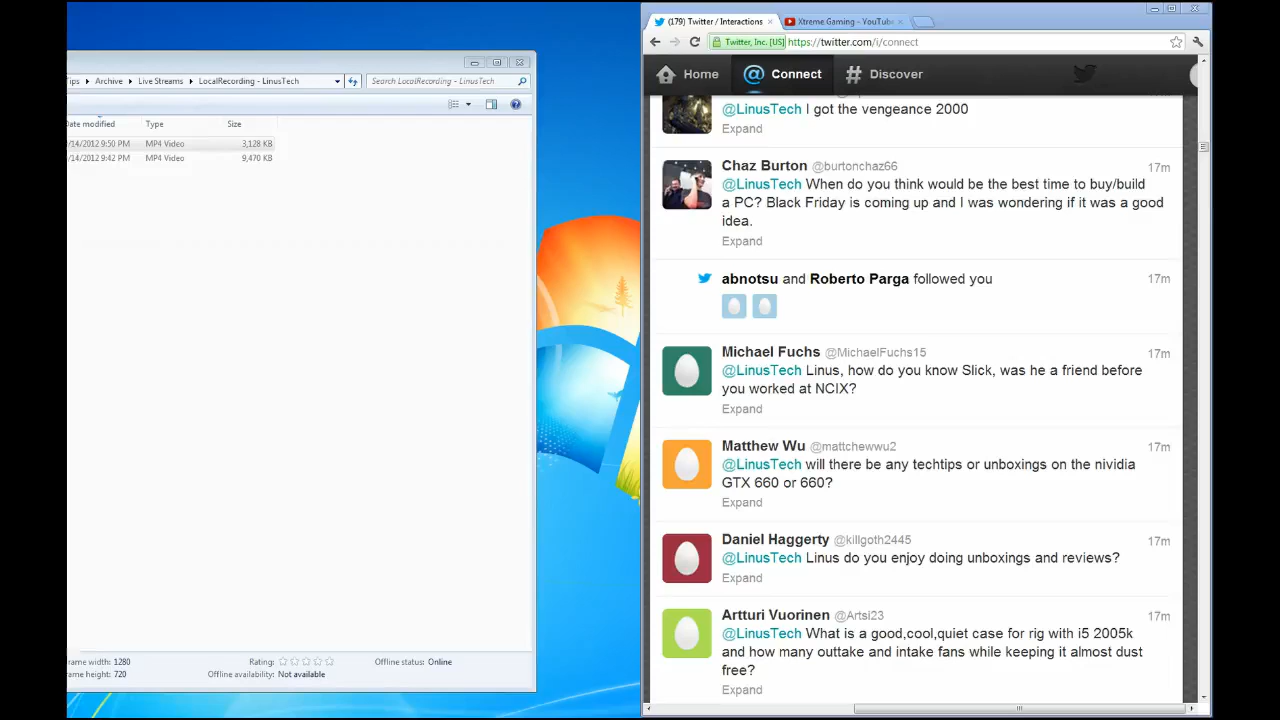 (179) Twitter / Interactions
Xtreme Gaming - YouTube
Twitter, Inc. [US] https://twitter.com/i/connect
Home
@ Connect
# Discover
ips ▸ Archive ▸ Live Streams ▸ LocalRecording - LinusTech
Search LocalRecording - LinusTech
Date modified Type Size
/14/2012 9:50 PM MP4 Video 3,128 KB
/14/2012 9:42 PM MP4 Video 9,470 KB
rame width: 1280 Rating: Offline status: Online
rame height: 720 Offline availability: Not available
@LinusTech I got the vengeance 2000
Expand
Chaz Burton @burtonchaz66 17m
@LinusTech When do you think would be the best time to buy/build
a PC? Black Friday is coming up and I was wondering if it was a good
idea.
Expand
abnotsu and Roberto Parga followed you 17m
Michael Fuchs @MichaelFuchs15 17m
@LinusTech Linus, how do you know Slick, was he a friend before
you worked at NCIX?
Expand
Matthew Wu @mattchewwu2 17m
@LinusTech will there be any techtips or unboxings on the nividia
GTX 660 or 660?
Expand
Daniel Haggerty @killgoth2445 17m
@LinusTech Linus do you enjoy doing unboxings and reviews?
Expand
Artturi Vuorinen @Artsi23 17m
@LinusTech What is a good,cool,quiet case for rig with i5 2005k
and how many outtake and intake fans while keeping it almost dust
free?
Expand